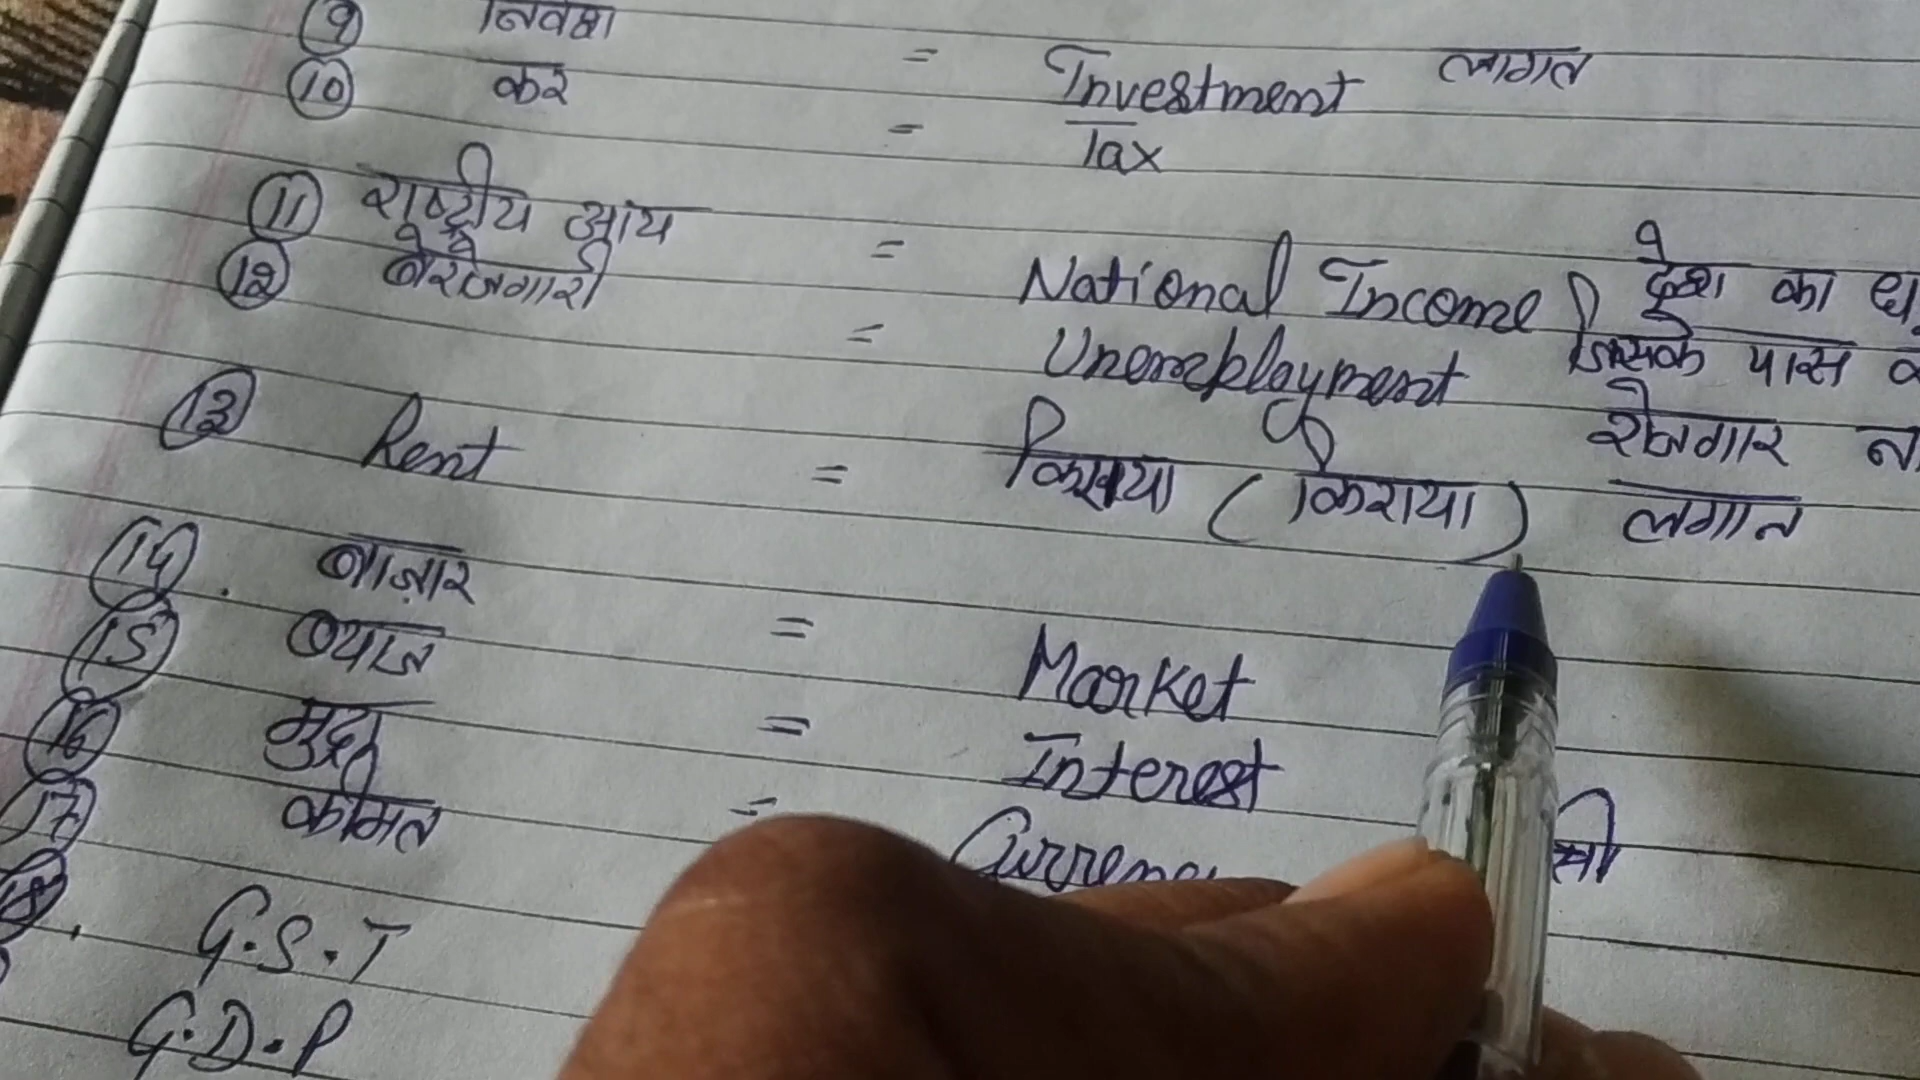 9 निवेश = Investment लागत
10 कर = Tax
11 राष्ट्रीय आय = National Income देश का
12 बेरोजगारी = Unemployment जिसके पास
रोजगार
13 Rent = किराया (किराया) लगान
14. बाज़ार = Market
15 ब्याज = Interest
16 मुद्रा =
17 कीमत
18. G.S.T
G.D.P